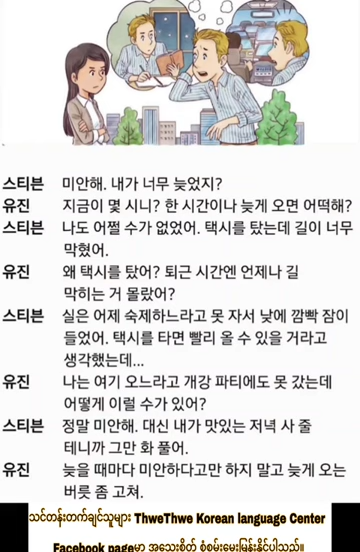 스티븐 미안해. 내가 너무 늦었지?
유진 지금이 몇 시니? 한 시간이나 늦게 오면 어떡해?
스티븐 나도 어쩔 수가 없었어. 택시를 탔는데 길이 너무
막혔어.
유진 왜 택시를 탔어? 퇴근 시간엔 언제나 길
막히는 거 몰랐어?
스티븐 실은 어제 숙제하느라고 못 자서 낮에 깜빡 잠이
들었어. 택시를 타면 빨리 올 수 있을 거라고
생각했는데...
유진 나는 여기 오느라고 개강 파티에도 못 갔는데
어떻게 이럴 수가 있어?
스티븐 정말 미안해. 대신 내가 맛있는 저녁 사 줄
테니까 그만 화 풀어.
유진 늦을 때마다 미안하다고만 하지 말고 늦게 오는
버릇 좀 고쳐.
သင်တန်းတက်ချင်သူများ ThweThwe Korean language Center
Facebook pageမှာ အသေးစိတ် စုံစမ်းမေးမြန်းနိုင်ပါသည်။